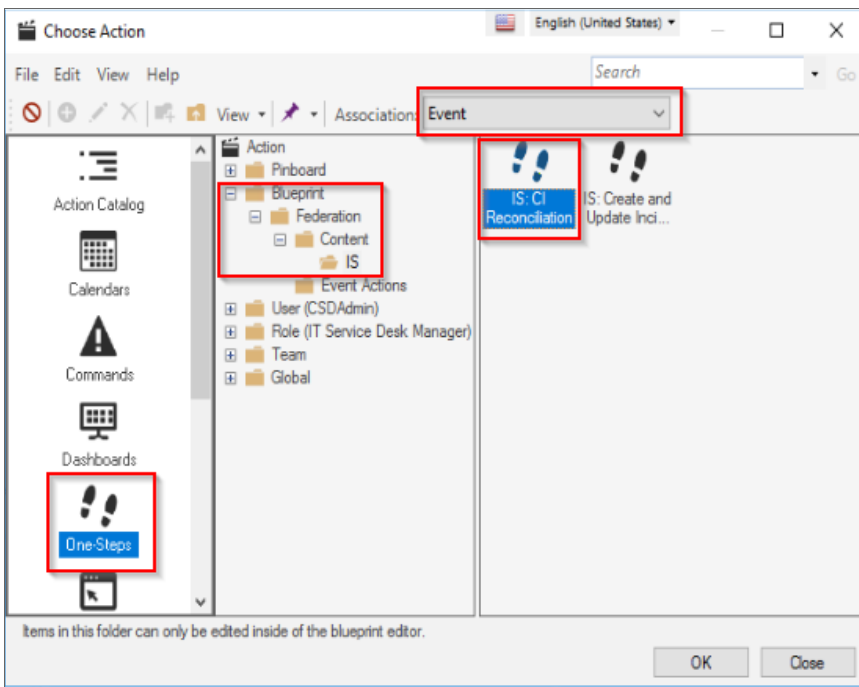 Choose Action
English (United States)
File Edit View Help
Search
Go
View
Association:
Event
Action Catalog
Calendars
Commands
Dashboards
One-Steps
Action
Pinboard
Blueprint
Federation
Content
IS
Event Actions
User (CSDAdmin)
Role (IT Service Desk Manager)
Team
Global
IS: CI
Reconciliation
IS: Create and
Update Inci...
Items in this folder can only be edited inside of the blueprint editor.
OK
Close